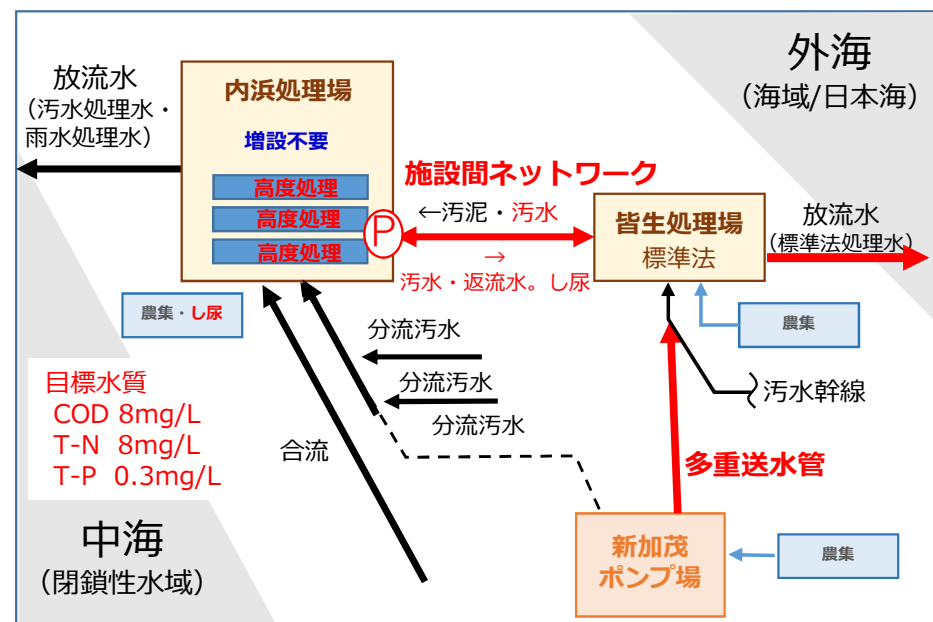 外海
(海域/日本海)
放流水
(汚水処理水・
雨水処理水)
内浜処理場
増設不要
高度処理
高度処理
高度処理
P
施設間ネットワーク
←汚泥・汚水
→
汚水・返流水。し尿
皆生処理場
標準法
放流水
(標準法処理水)
農集・し尿
農集
分流汚水
分流汚水
分流汚水
汚水幹線
目標水質
COD 8mg/L
T-N 8mg/L
T-P 0.3mg/L
合流
多重送水管
中海
(閉鎖性水域)
新加茂
ポンプ場
農集